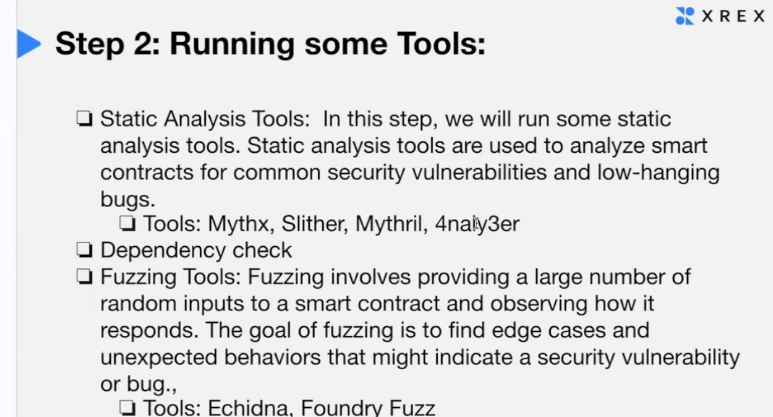 XREX
Step 2: Running some Tools:
❏ Static Analysis Tools:  In this step, we will run some static
analysis tools. Static analysis tools are used to analyze smart
contracts for common security vulnerabilities and low-hanging
bugs.
❏ Tools: Mythx, Slither, Mythril, 4naly3er
❏ Dependency check
❏ Fuzzing Tools: Fuzzing involves providing a large number of
random inputs to a smart contract and observing how it
responds. The goal of fuzzing is to find edge cases and
unexpected behaviors that might indicate a security vulnerability
or bug.,
❏ Tools: Echidna, Foundry Fuzz